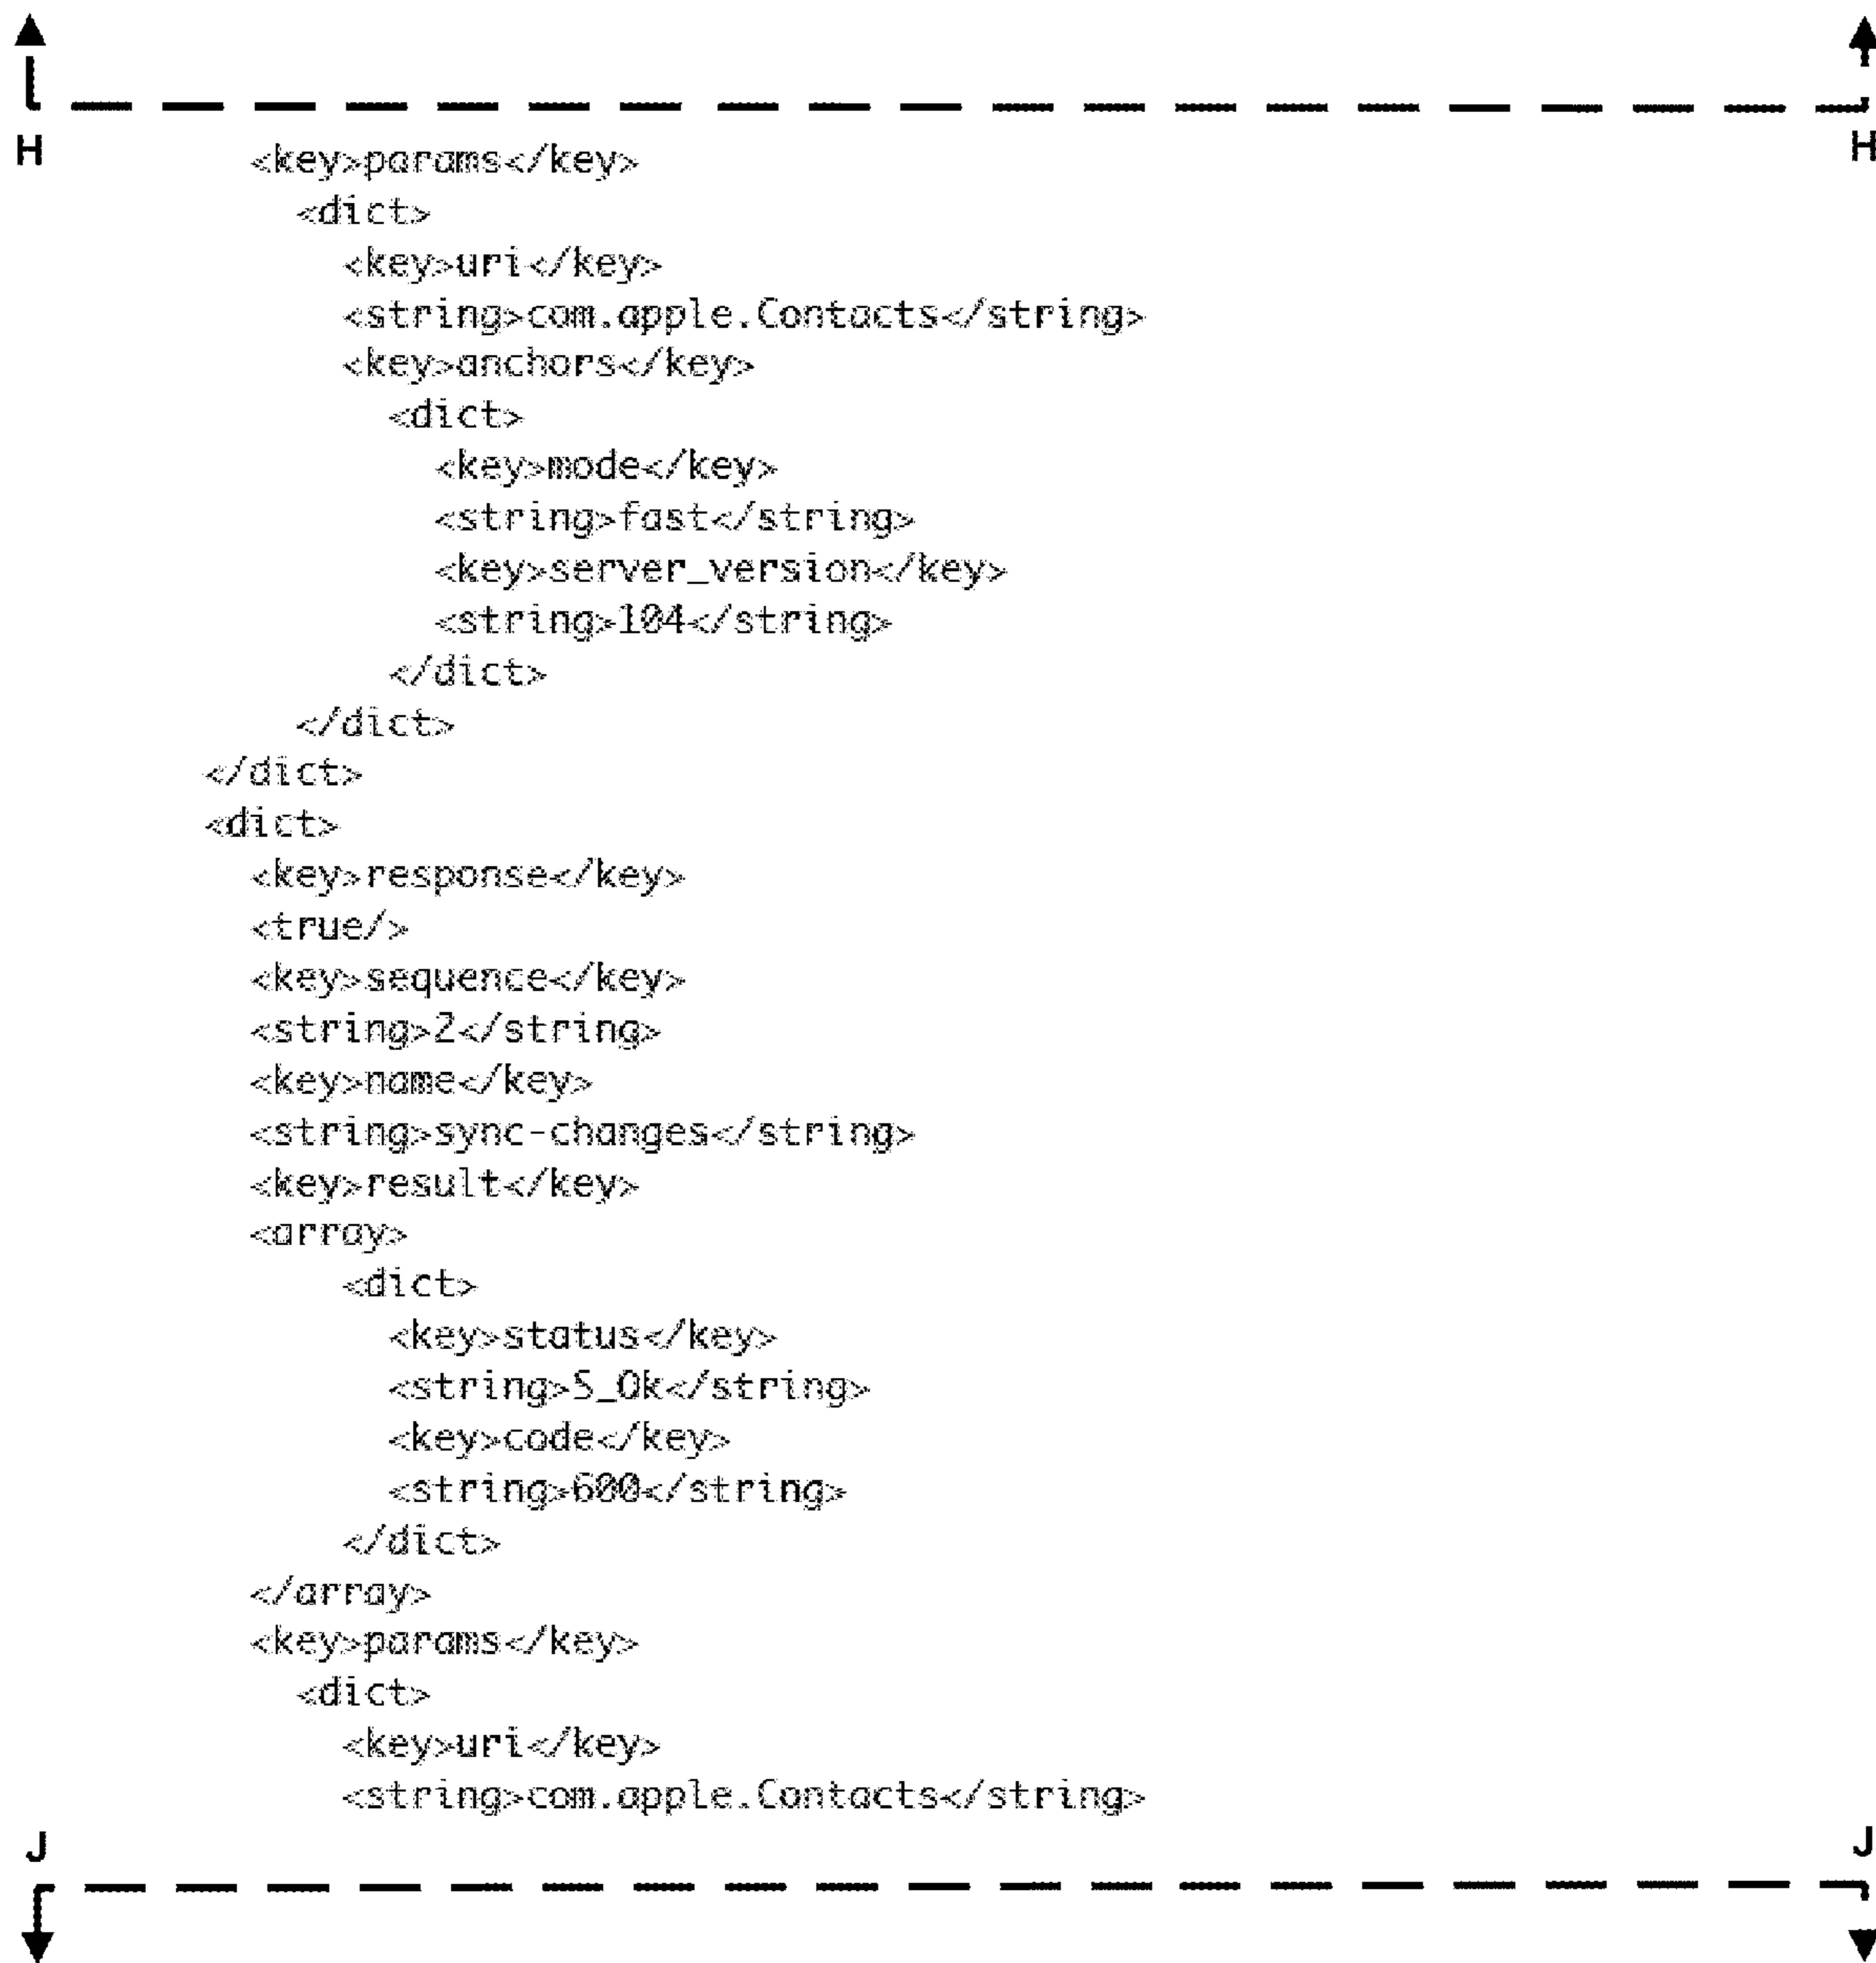 H H
<key>params</key>
<dict>
<key>uri</key>
<string>com.apple.Contacts</string>
<key>anchors</key>
<dict>
<key>mode</key>
<string>fast</string>
<key>server_version</key>
<string>104</string>
</dict>
</dict>
</dict>
<dict>
<key>response</key>
<true/>
<key>sequence</key>
<string>2</string>
<key>name</key>
<string>sync-changes</string>
<key>result</key>
<array>
<dict>
<key>status</key>
<string>S_Ok</string>
<key>code</key>
<string>600</string>
</dict>
</array>
<key>params</key>
<dict>
<key>uri</key>
<string>com.apple.Contacts</string>
J J